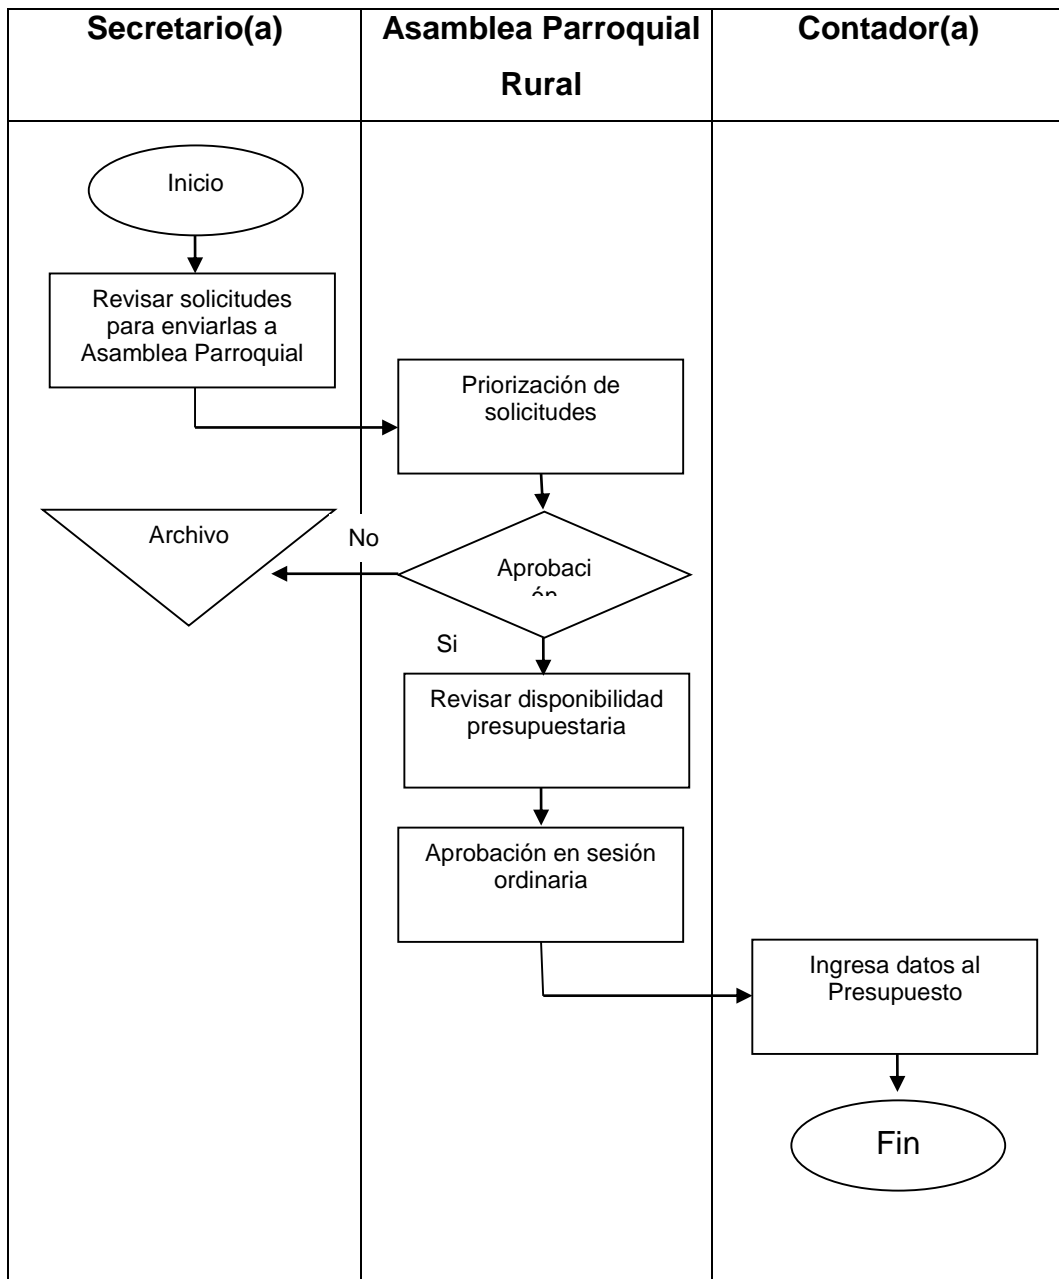 Secretario(a)
Asamblea Parroquial
Rural
Contador(a)
Inicio
Revisar solicitudes
para enviarlas a
Asamblea Parroquial
Priorización de
solicitudes
Archivo
No
Aprobaci
ón
Si
Revisar disponibilidad
presupuestaria
Aprobación en sesión
ordinaria
Ingresa datos al
Presupuesto
Fin